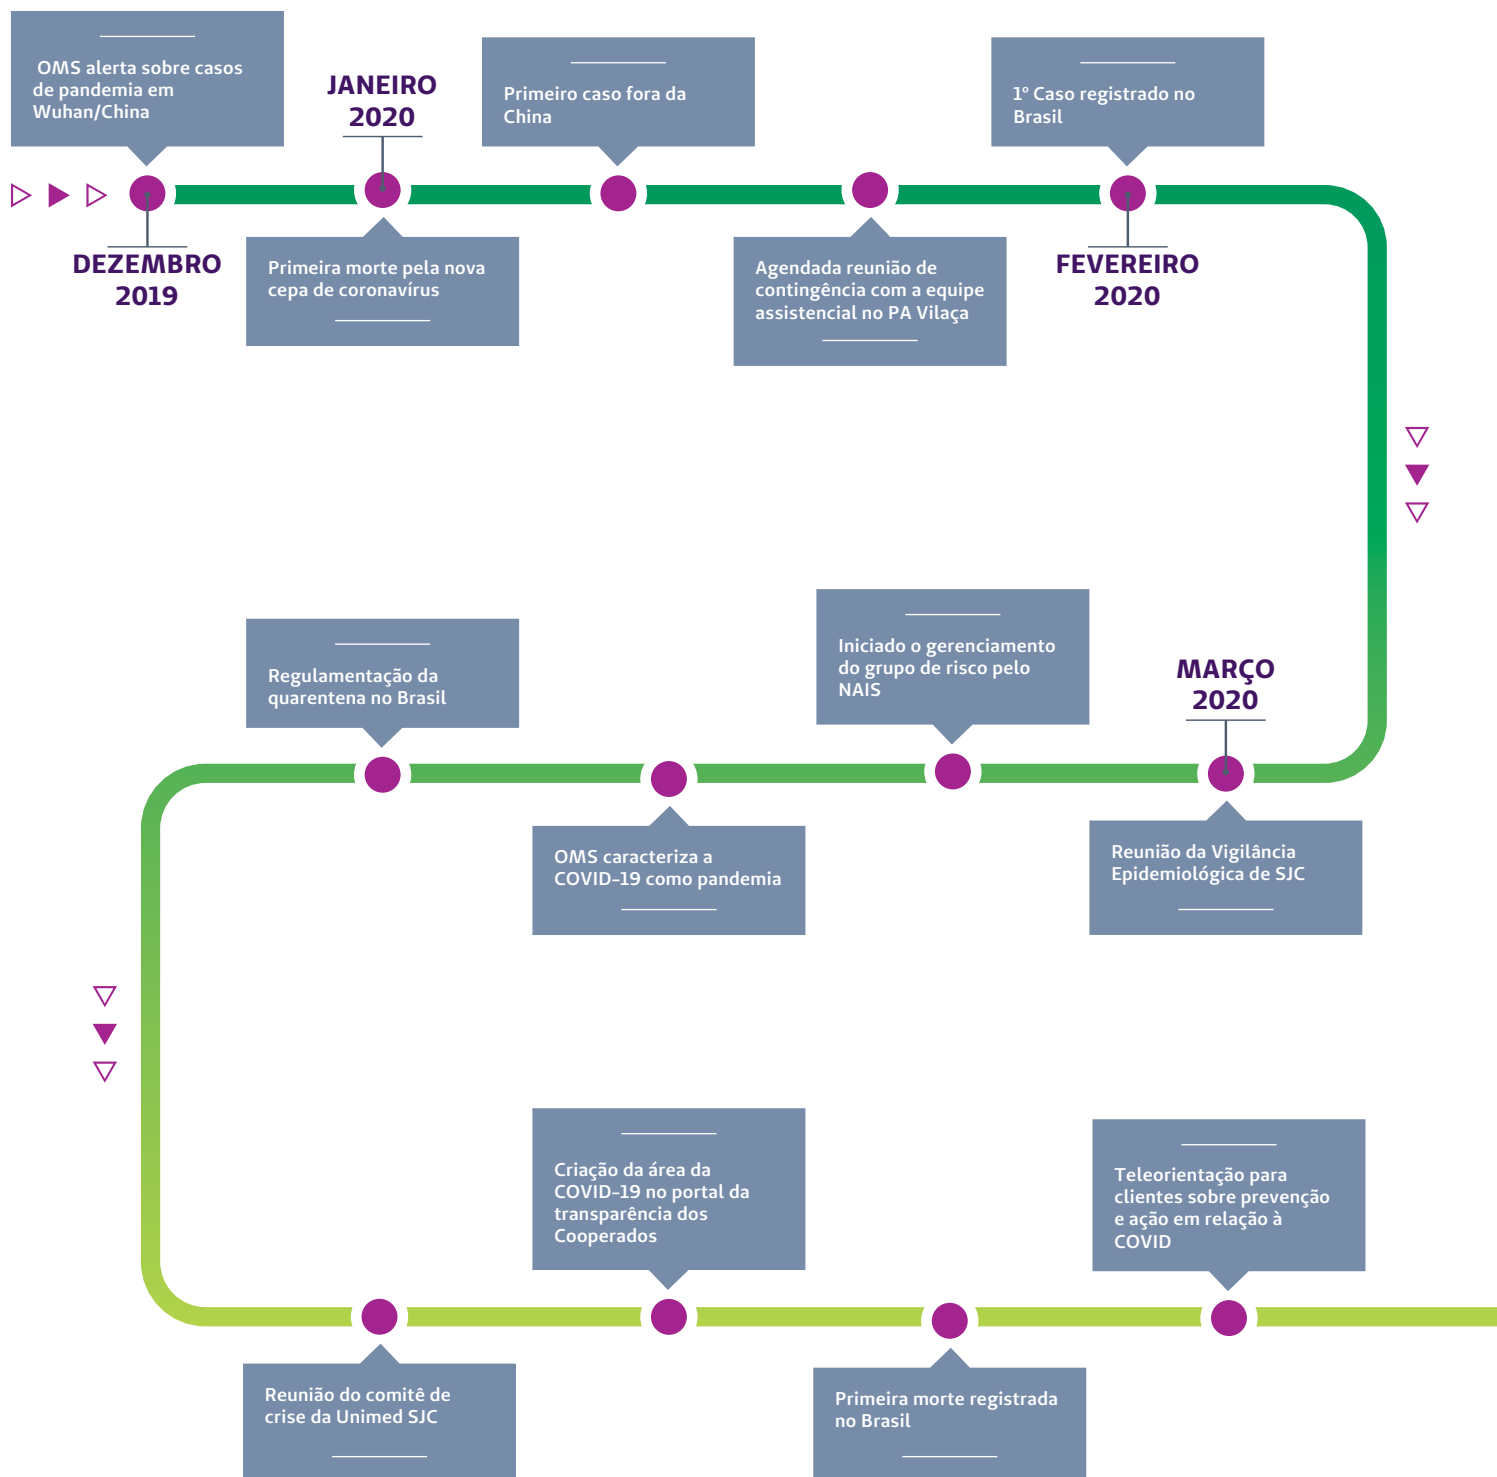 OMS alerta sobre casos
de pandemia em
Wuhan/China
DEZEMBRO
2019
JANEIRO
2020
Primeira morte pela nova
cepa de coronavírus
Primeiro caso fora da
China
Agendada reunião de
contingência com a equipe
assistencial no PA Vilaça
1º Caso registrado no
Brasil
FEVEREIRO
2020
MARÇO
2020
Reunião da Vigilância
Epidemiológica de SJC
Iniciado o gerenciamento
do grupo de risco pelo
NAIS
OMS caracteriza a
COVID-19 como pandemia
Regulamentação da
quarentena no Brasil
Reunião do comitê de
crise da Unimed SJC
Criação da área da
COVID-19 no portal da
transparência dos
Cooperados
Primeira morte registrada
no Brasil
Teleorientação para
clientes sobre prevenção
e ação em relação à
COVID